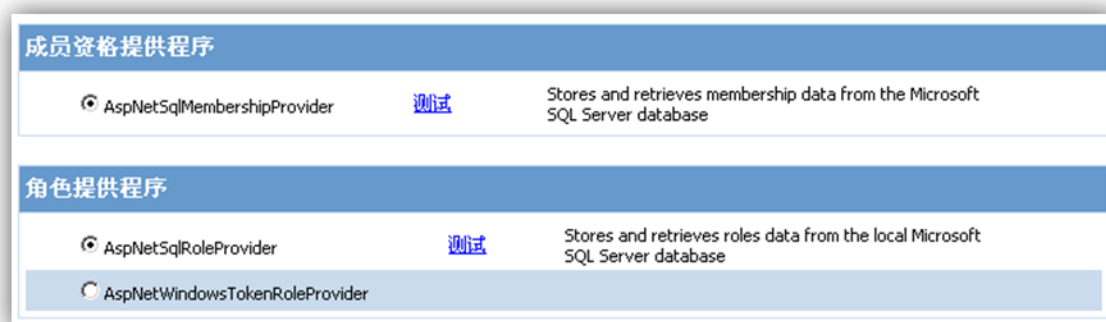 成员资格提供程序
AspNetSqlMembershipProvider 测试 Stores and retrieves membership data from the Microsoft
SQL Server database
角色提供程序
AspNetSqlRoleProvider 测试 Stores and retrieves roles data from the local Microsoft
SQL Server database
AspNetWindowsTokenRoleProvider